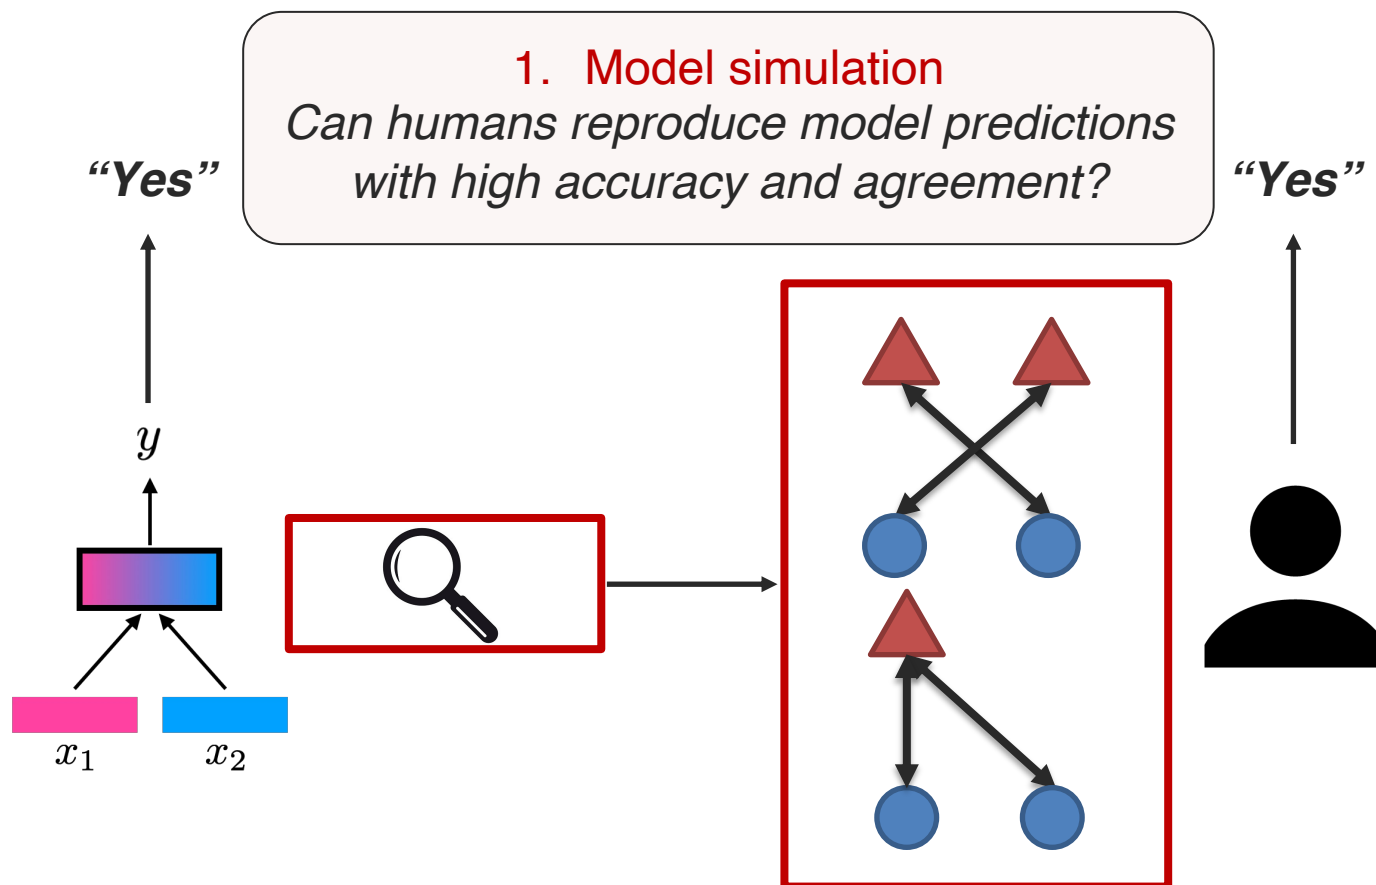 1. Model simulation
Can humans reproduce model predictions
with high accuracy and agreement?
“Yes”
“Yes”
y
x₁
x₂